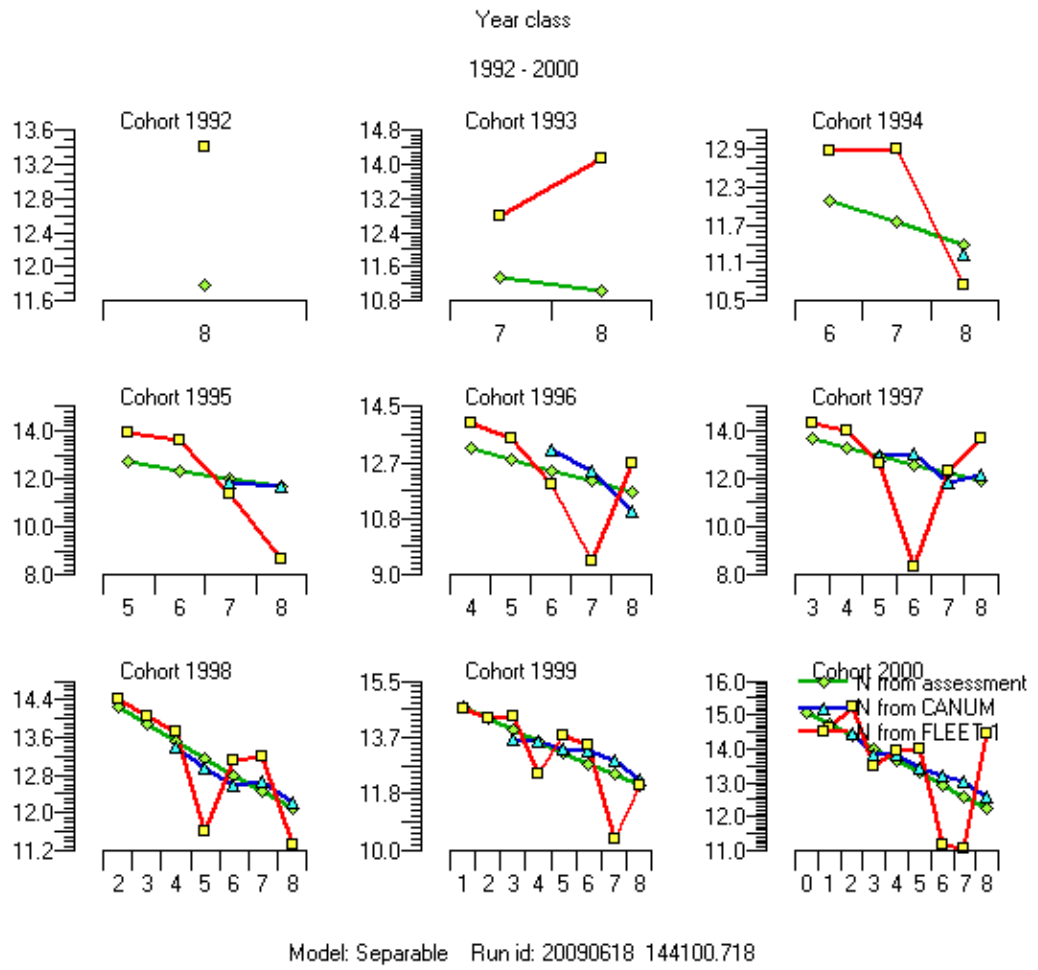 Year class
1992 - 2000
Cohort 1992
13.6
13.2
12.8
12.4
12.0
11.6
8
Cohort 1993
14.8
14.0
13.2
12.4
11.6
10.8
7 8
Cohort 1994
12.9
12.3
11.7
11.1
10.5
6 7 8
Cohort 1995
14.0
12.0
10.0
8.0
5 6 7 8
Cohort 1996
14.5
12.7
10.8
9.0
4 5 6 7 8
Cohort 1997
14.0
12.0
10.0
8.0
3 4 5 6 7 8
Cohort 1998
14.4
13.6
12.8
12.0
11.2
2 3 4 5 6 7 8
Cohort 1999
15.5
13.7
11.8
10.0
1 2 3 4 5 6 7 8
Cohort 2000
N from assessment
N from CANUM
N from FLEET 1
16.0
15.0
14.0
13.0
12.0
11.0
0 1 2 3 4 5 6 7 8
Model: Separable Run id: 20090618 144100.718